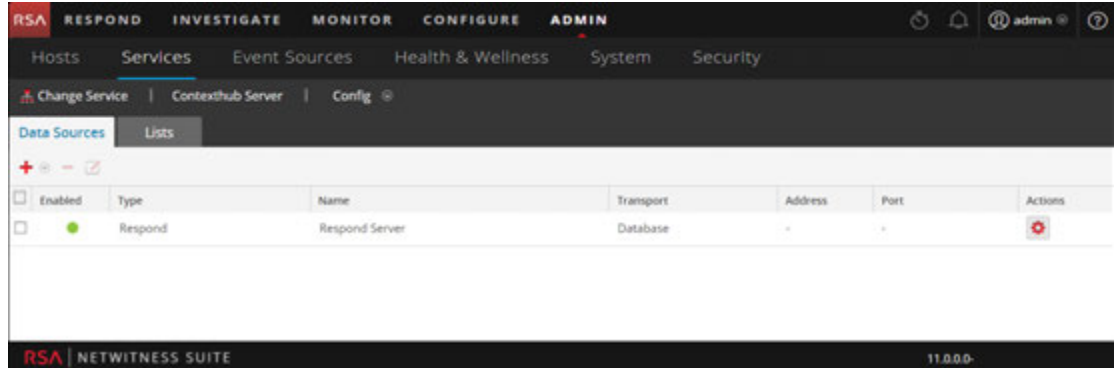 RSA RESPOND INVESTIGATE MONITOR CONFIGURE ADMIN admin
Hosts Services Event Sources Health & Wellness System Security
Change Service | Contexthub Server | Config
Data Sources Lists
Enabled Type Name Transport Address Port Actions
Respond Respond Server Database - -
RSA NETWITNESS SUITE 11.0.0.0-